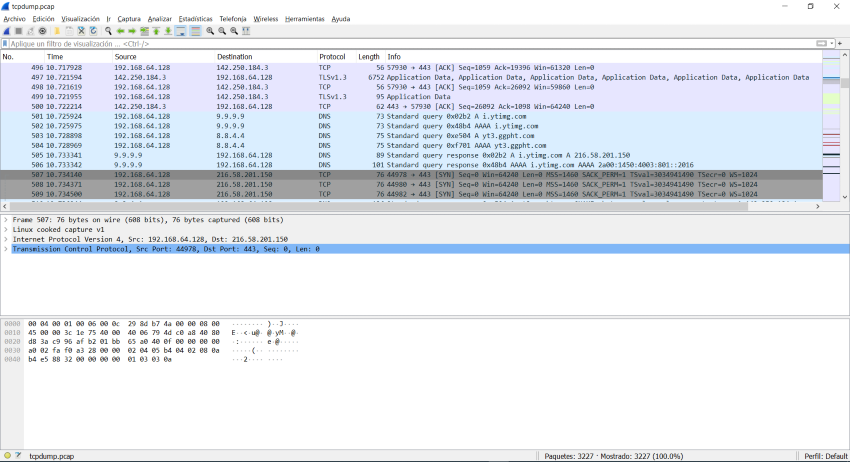 tcpdump.pcap
Archivo Edición Visualización Ir Captura Analizar Estadísticas Telefonía Wireless Herramientas Ayuda
Aplique un filtro de visualización ... <Ctrl-/>
No. Time Source Destination Protocol Length Info
496 10.717928 192.168.64.128 142.250.184.3 TCP 56 57930 → 443 [ACK] Seq=1059 Ack=19396 Win=61320 Len=0
497 10.721594 142.250.184.3 192.168.64.128 TLSv1.3 6752 Application Data, Application Data, Application Data, Application Data, Application Data, Application Data
498 10.721619 192.168.64.128 142.250.184.3 TCP 56 57930 → 443 [ACK] Seq=1059 Ack=26092 Win=59860 Len=0
499 10.721955 192.168.64.128 142.250.184.3 TLSv1.3 95 Application Data
500 10.722214 142.250.184.3 192.168.64.128 TCP 62 443 → 57930 [ACK] Seq=26092 Ack=1098 Win=64240 Len=0
501 10.725924 192.168.64.128 9.9.9.9 DNS 73 Standard query 0x02b2 A i.ytimg.com
502 10.725975 192.168.64.128 9.9.9.9 DNS 73 Standard query 0x48b4 AAAA i.ytimg.com
503 10.728898 192.168.64.128 8.8.4.4 DNS 75 Standard query 0xe504 A yt3.ggpht.com
504 10.728969 192.168.64.128 8.8.4.4 DNS 75 Standard query 0xf701 AAAA yt3.ggpht.com
505 10.733341 9.9.9.9 192.168.64.128 DNS 89 Standard query response 0x02b2 A i.ytimg.com A 216.58.201.150
506 10.733342 9.9.9.9 192.168.64.128 DNS 101 Standard query response 0x48b4 AAAA i.ytimg.com AAAA 2a00:1450:4003:801::2016
507 10.734140 192.168.64.128 216.58.201.150 TCP 76 44978 → 443 [SYN] Seq=0 Win=64240 Len=0 MSS=1460 SACK_PERM=1 TSval=3034941490 TSecr=0 WS=1024
508 10.734371 192.168.64.128 216.58.201.150 TCP 76 44980 → 443 [SYN] Seq=0 Win=64240 Len=0 MSS=1460 SACK_PERM=1 TSval=3034941490 TSecr=0 WS=1024
509 10.734500 192.168.64.128 216.58.201.150 TCP 76 44982 → 443 [SYN] Seq=0 Win=64240 Len=0 MSS=1460 SACK_PERM=1 TSval=3034941490 TSecr=0 WS=1024
Frame 507: 76 bytes on wire (608 bits), 76 bytes captured (608 bits)
Linux cooked capture v1
Internet Protocol Version 4, Src: 192.168.64.128, Dst: 216.58.201.150
Transmission Control Protocol, Src Port: 44978, Dst Port: 443, Seq: 0, Len: 0
0000 00 04 00 01 00 06 00 0c 29 8d b7 4a 00 00 08 00 ········ )··J····
0010 45 00 00 3c 1e 75 40 00 40 06 79 4d c0 a8 40 80 E··<·u@· @·yM··@·
0020 d8 3a c9 96 af b2 01 bb 65 a0 40 0f 00 00 00 00 ·:······ e·@·····
0030 a0 02 fa f0 a3 28 00 00 02 04 05 b4 04 02 08 0a ·····(·· ········
0040 b4 e5 88 32 00 00 00 00 01 03 03 0a ···2···· ····
tcpdump.pcap Paquetes: 3227 · Mostrado: 3227 (100.0%) Perfil: Default